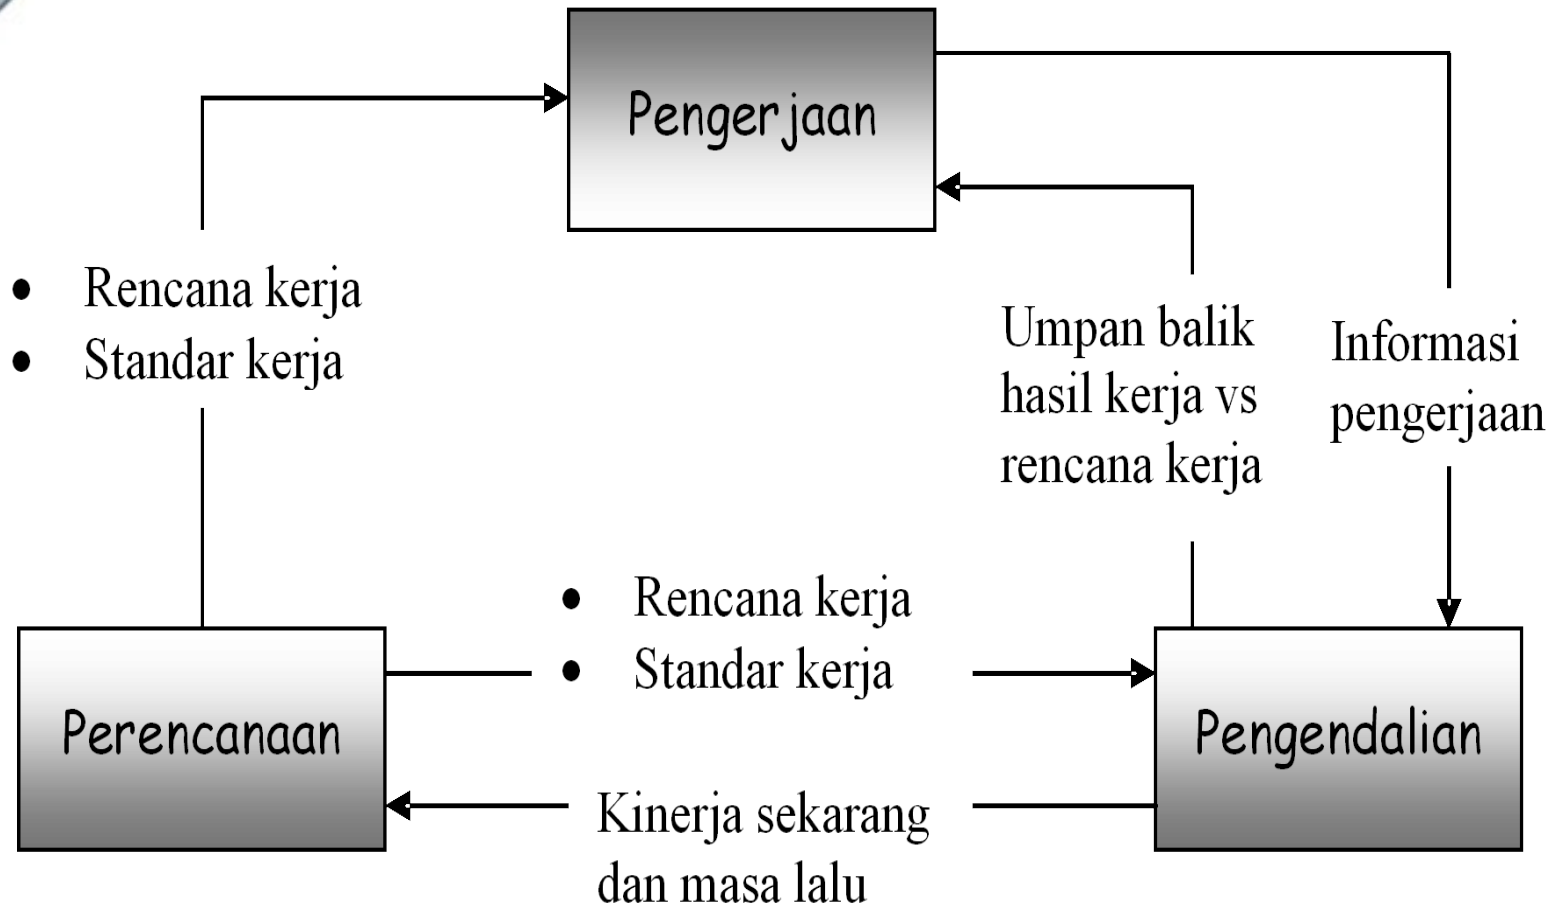 Pengerjaan
• Rencana kerja
• Standar kerja
Umpan balik
hasil kerja vs
rencana kerja
Informasi
pengerjaan
• Rencana kerja
• Standar kerja
Perencanaan
Pengendalian
Kinerja sekarang
dan masa lalu